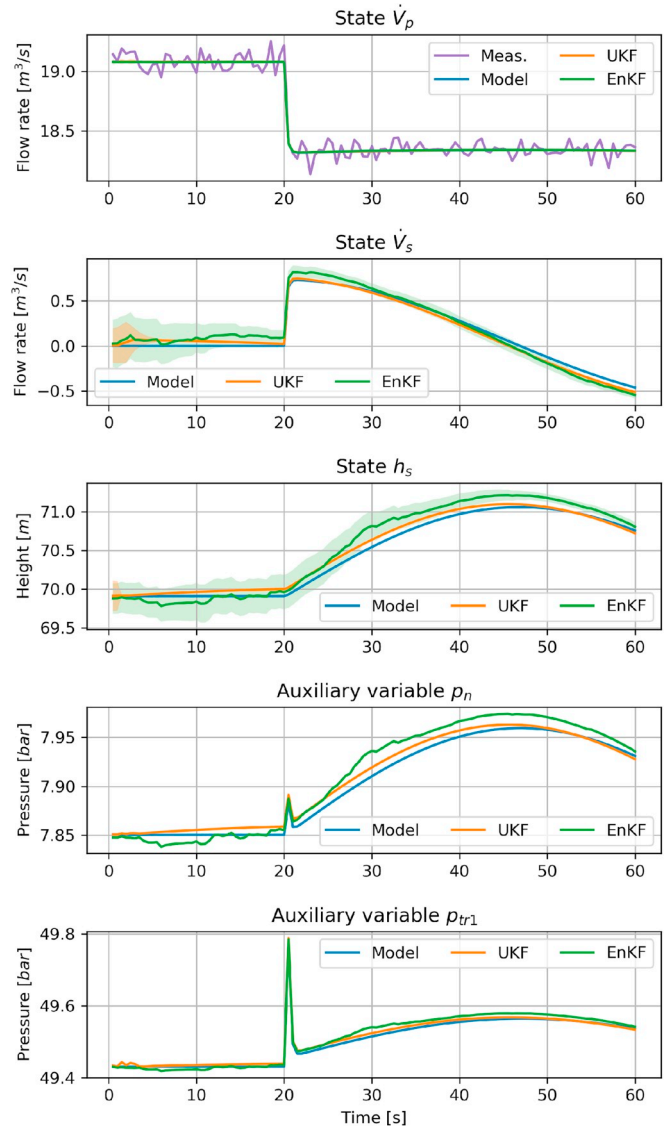 State V̇ₚ
Flow rate [m³/s]
19.0
18.5
Meas.
UKF
Model
EnKF
0 10 20 30 40 50 60
State V̇ₛ
Flow rate [m³/s]
0.5
0.0
−0.5
Model UKF EnKF
0 10 20 30 40 50 60
State hₛ
Height [m]
71.0
70.5
70.0
69.5
Model UKF EnKF
0 10 20 30 40 50 60
Auxiliary variable pₙ
Pressure [bar]
7.95
7.90
7.85
Model UKF EnKF
0 10 20 30 40 50 60
Auxiliary variable pₜᵣ₁
Pressure [bar]
49.8
49.6
49.4
Model UKF EnKF
0 10 20 30 40 50 60
Time [s]